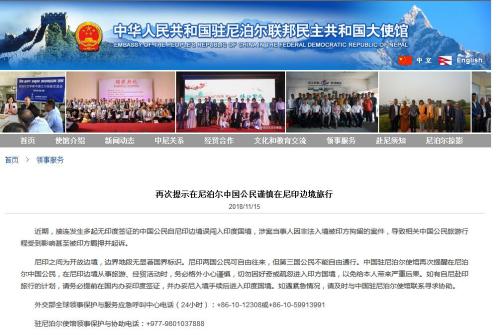 中华人民共和国驻尼泊尔联邦民主共和国大使馆
EMBASSY OF THE PEOPLE'S REPUBLIC OF CHINA IN THE FEDERAL DEMOCRATIC REPUBLIC OF NEPAL
中文 English
首页 使馆介绍 新闻动态 中尼关系 经贸合作 文化和教育交流 领事服务 赴尼须知 尼泊尔掠影
首页 > 领事服务
再次提示在尼泊尔中国公民谨慎在尼印边境旅行
2018/11/15
近期，接连发生多起无印度签证的中国公民自尼印边境误闯入印度国境，涉案当事人因非法入境被印方拘留的案件，导致相关中国公民旅游行
程受到影响甚至被印方羁押并起诉。
尼印之间为开放边境，边界地段无显著国界标识。尼印两国公民可自由往来，但第三国公民不能自由通行。中国驻尼泊尔使馆再次提醒在尼泊
尔中国公民，在尼印边境从事旅游、经贸活动时，务必格外小心谨慎，切勿因好奇或疏忽进入印方国境，以免给本人带来严重后果。如有自尼赴印
旅行的计划，请务必提前在国内办妥印度签证，并办妥尼入境手续后进入印度国境。如遇紧急情况，请及时与中国驻尼泊尔使馆联系寻求协助。
外交部全球领事保护与服务应急呼叫中心电话（24小时）：+86-10-12308或+86-10-59913991
驻尼泊尔使馆领事保护与协助电话：+977-9801037888